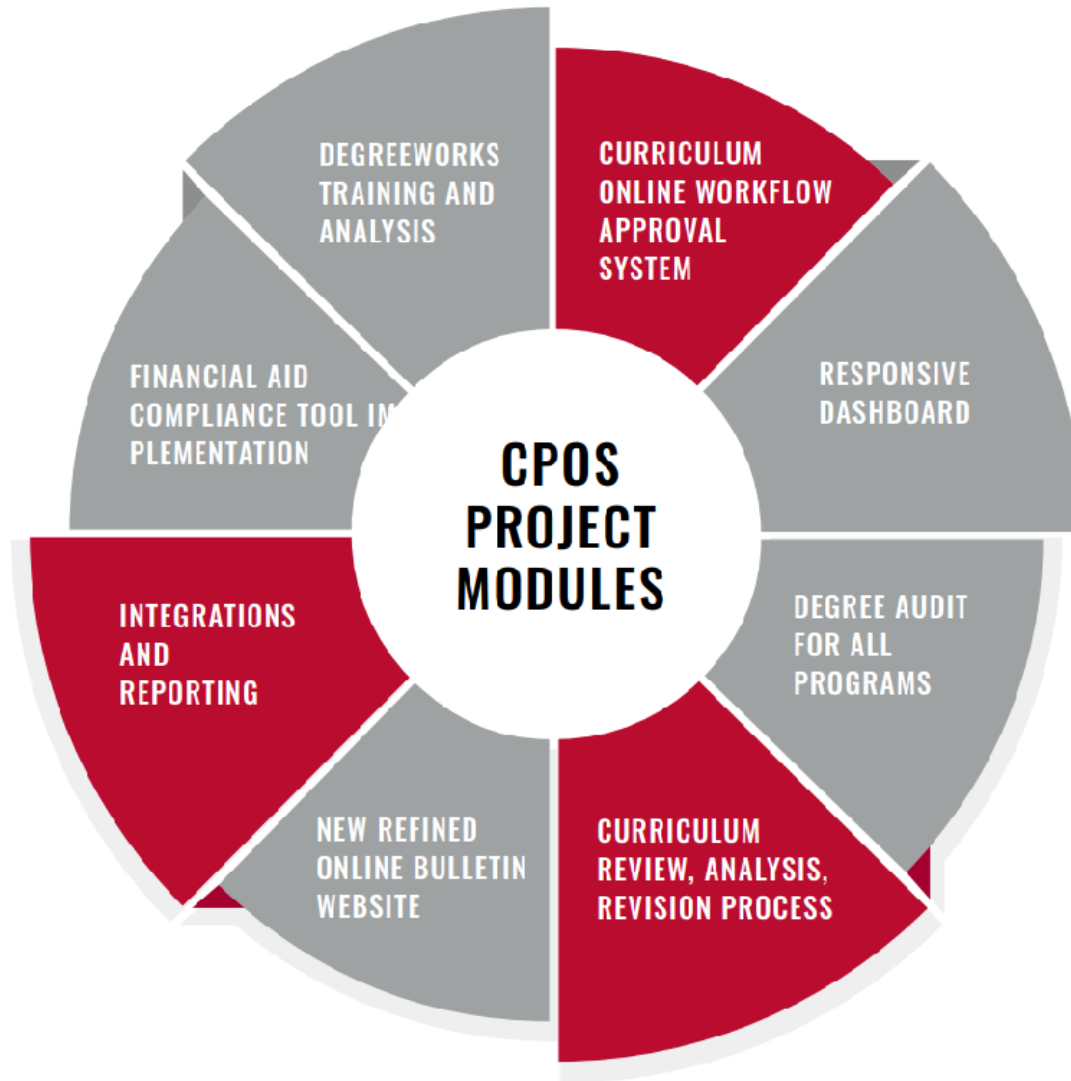 DEGREEWORKS
TRAINING AND
ANALYSIS
CURRICULUM
ONLINE WORKFLOW
APPROVAL
SYSTEM
RESPONSIVE
DASHBOARD
DEGREE AUDIT
FOR ALL
PROGRAMS
CURRICULUM
REVIEW, ANALYSIS,
REVISION PROCESS
NEW REFINED
ONLINE BULLETIN
WEBSITE
INTEGRATIONS
AND
REPORTING
FINANCIAL AID
COMPLIANCE TOOL IM
PLEMENTATION
CPOS
PROJECT
MODULES